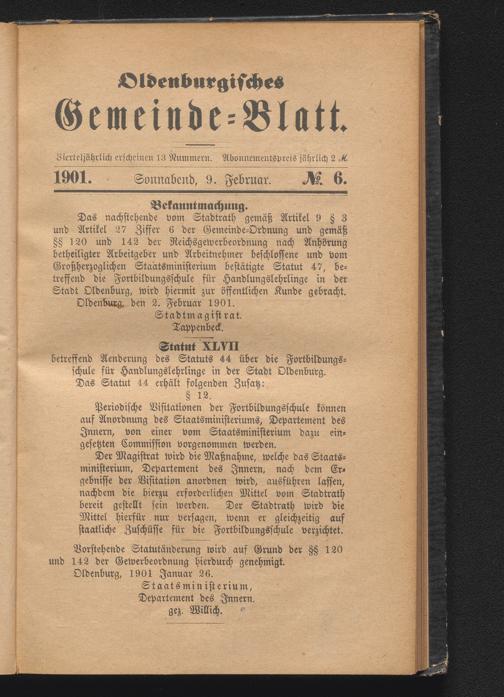 Oldenburgisches
Gemeinde=Blatt.
Vierteljährlich erscheinen 13 Nummern. Abonnementspreis jährlich 2 ℳ
1901. Sonnabend, 9. Februar. № 6.
Bekanntmachung.
Das nachstehende vom Stadtrath gemäß Artikel 9 § 3
und Artikel 27 Ziffer 6 der Gemeinde-Ordnung und gemäß
§§ 120 und 142 der Reichsgewerbeordnung nach Anhörung
betheiligter Arbeitgeber und Arbeitnehmer beschlossene und vom
Großherzoglichen Staatsministerium bestätigte Statut 47, be-
treffend die Fortbildungsschule für Handlungslehrlinge in der
Stadt Oldenburg, wird hiermit zur öffentlichen Kunde gebracht.
Oldenburg, den 2. Februar 1901.
Stadtmagistrat.
Tappenbeck.
Statut XLVII
betreffend Aenderung des Statuts 44 über die Fortbildungs-
schule für Handlungslehrlinge in der Stadt Oldenburg.
Das Statut 44 erhält folgenden Zusatz:
§ 12.
Periodische Visitationen der Fortbildungsschule können
auf Anordnung des Staatsministeriums, Departement des
Innern, von einer vom Staatsministerium dazu ein-
gesetzten Commission vorgenommen werden.
Der Magistrat wird die Maßnahme, welche das Staats-
ministerium, Departement des Innern, nach dem Er-
gebnisse der Visitation anordnen wird, ausführen lassen,
nachdem die hierzu erforderlichen Mittel vom Stadtrath
bereit gestellt sein werden. Der Stadtrath wird die
Mittel hierfür nur versagen, wenn er gleichzeitig auf
staatliche Zuschüsse für die Fortbildungsschule verzichtet.
Vorstehende Statutänderung wird auf Grund der §§ 120
und 142 der Gewerbeordnung hierdurch genehmigt.
Oldenburg, 1901 Januar 26.
Staatsministerium,
Departement des Innern.
gez. Willich.